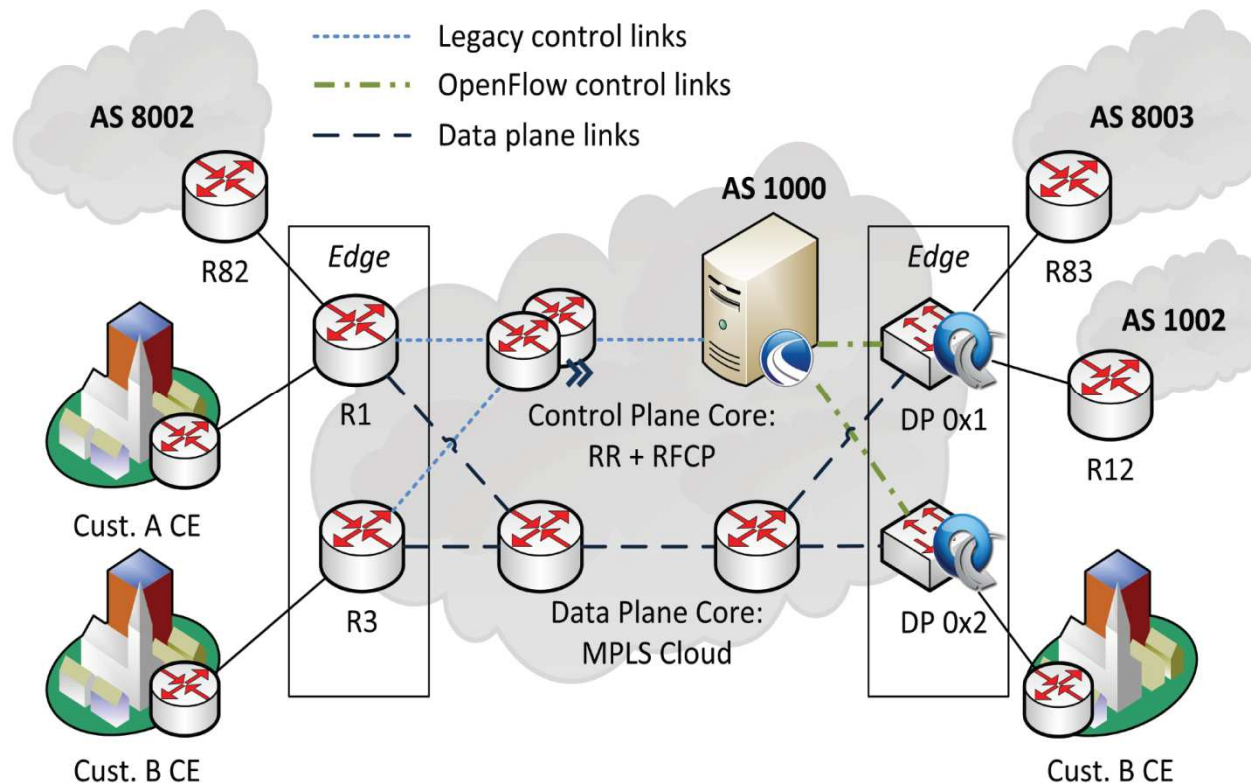 Legacy control links
OpenFlow control links
Data plane links
AS 8002
AS 8003
AS 1000
Edge
Edge
R82
R83
AS 1002
R1
Control Plane Core:
RR + RFCP
DP 0x1
R12
Cust. A CE
R3
Data Plane Core:
MPLS Cloud
DP 0x2
Cust. B CE
Cust. B CE